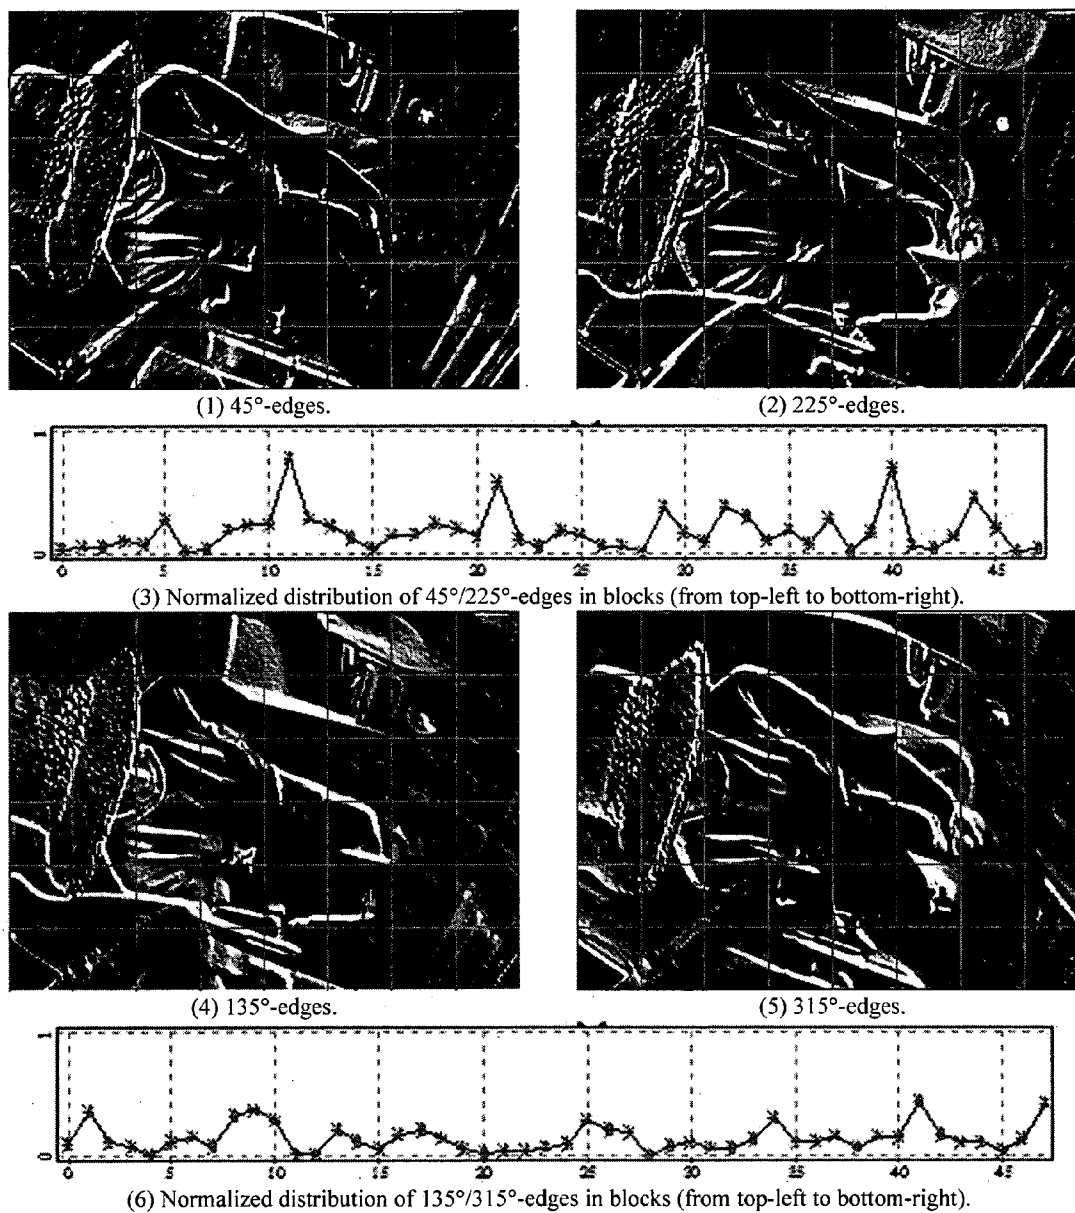 (1) 45°-edges.
(2) 225°-edges.
1
0
0 5 10 15 20 25 30 35 40 45
(3) Normalized distribution of 45°/225°-edges in blocks (from top-left to bottom-right).
(4) 135°-edges.
(5) 315°-edges.
1
0
0 5 10 15 20 25 30 35 40 45
(6) Normalized distribution of 135°/315°-edges in blocks (from top-left to bottom-right).